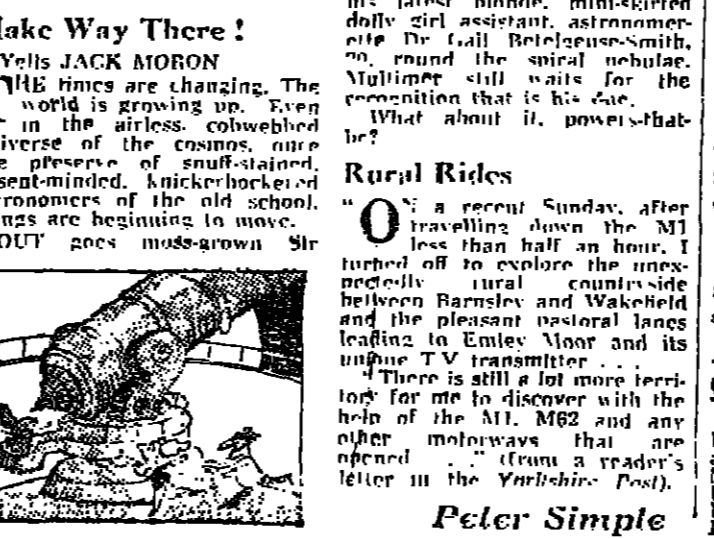 ake Way There !
Yells JACK MORON
THE times are changing. The
world is growing up. Even
in the airless, cobwebbed
iverse of the cosmos, once
e preserve of snuff-stained,
sent-minded, knickerbockered
ronomers of the old school,
ngs are beginning to move.
OUT goes moss-grown Sir
his latest blonde, mini-skirted
dolly girl assistant, astronomer-
ette Dr Gail Betelgeuse-Smith,
20, round the spiral nebulae.
Mullimer still waits for the
recognition that is his due.
What about it, powers-that-
be?
Rural Rides
"ON a recent Sunday, after
travelling down the M1
less than half an hour, I
turned off to explore the unex-
pectedly rural countryside
between Barnsley and Wakefield
and the pleasant pastoral lanes
leading to Emley Moor and its
unique TV transmitter . . .
"There is still a lot more terri-
tory for me to discover with the
help of the M1, M62 and any
other motorways that are
opened . . ." (from a reader's
letter in the Yorkshire Post).
Peter Simple